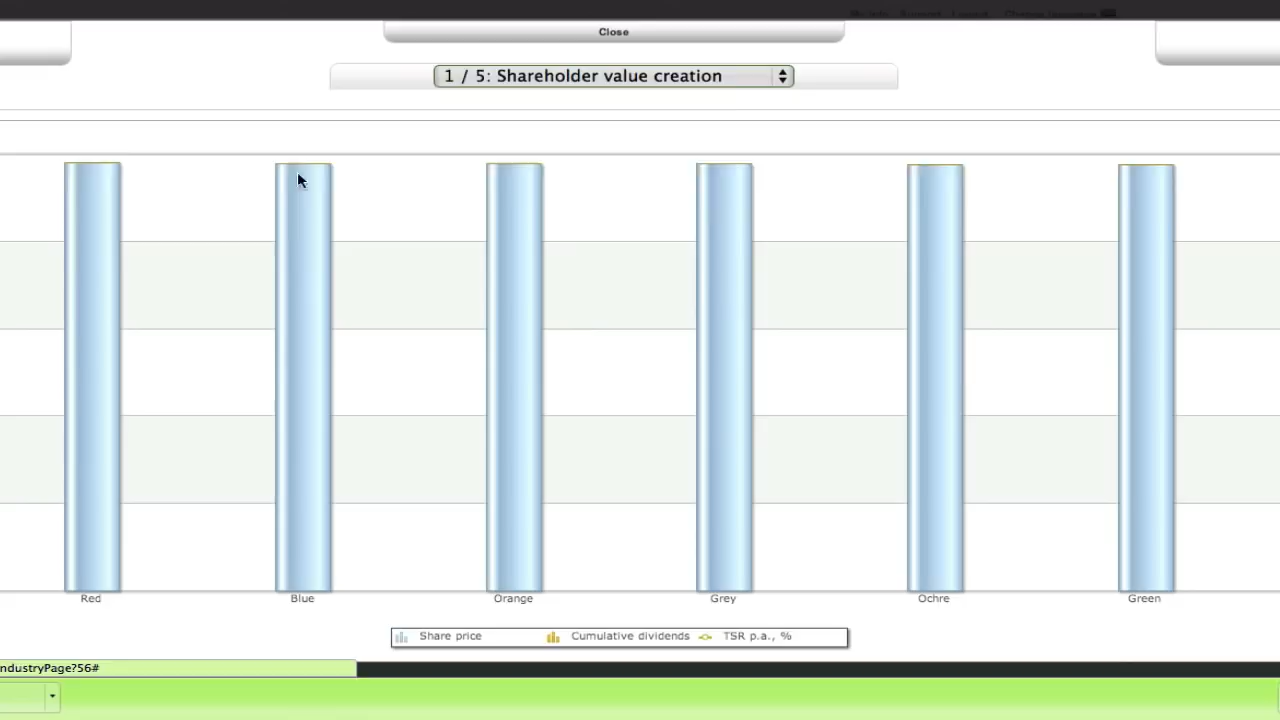 Close
1 / 5: Shareholder value creation
Red Blue Orange Grey Ochre Green
Share price Cumulative dividends TSR p.a., %
ndustryPage?56#